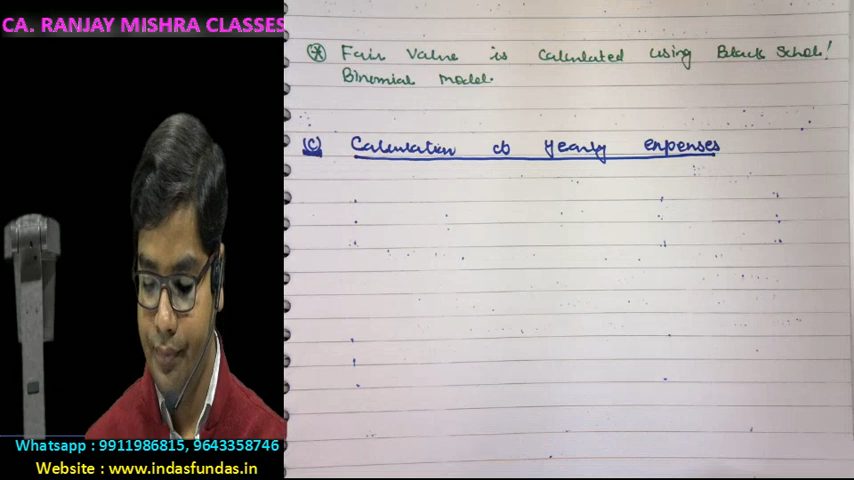 CA. RANJAY MISHRA CLASSES
* Fair Value is Calculated using Black Schol!
Binomial Model.
(C) Calculation of yearly expenses
Whatsapp : 9911986815, 9643358746
Website : www.indasfundas.in